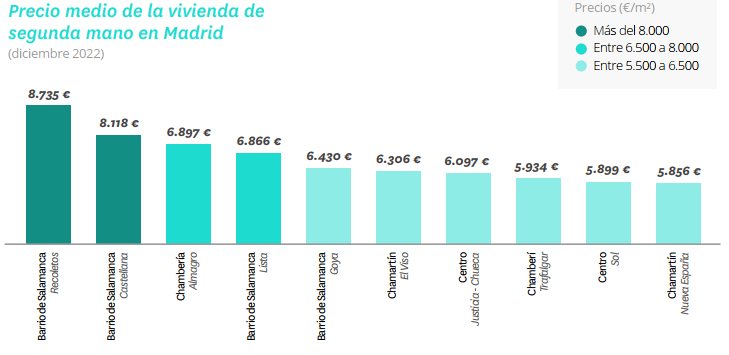 Precio medio de la vivienda de
segunda mano en Madrid
(diciembre 2022)
Precios (€/m²)
Más del 8.000
Entre 6.500 a 8.000
Entre 5.500 a 6.500
8.735 €
8.118 €
6.897 €
6.866 €
6.430 €
6.306 €
6.097 €
5.934 €
5.899 €
5.856 €
Barrio de Salamanca
Recoletos
Barrio de Salamanca
Castellana
Chambería
Almagro
Barrio de Salamanca
Lista
Barrio de Salamanca
Goya
Chamartín
El Viso
Centro
Justicia - Chueca
Chamberí
Trafalgar
Centro
Sol
Chamartín
Nueva España